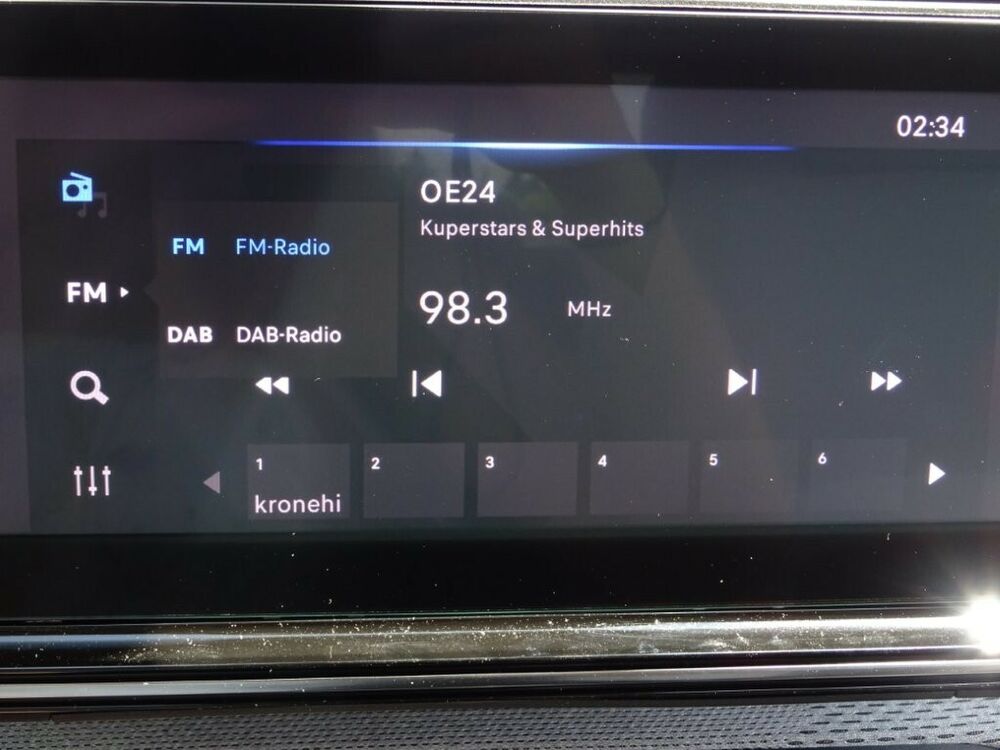 02:34
OE24
Kuperstars & Superhits
FM FM-Radio
FM
98.3 MHz
DAB DAB-Radio
1 2 3 4 5 6
kronehi